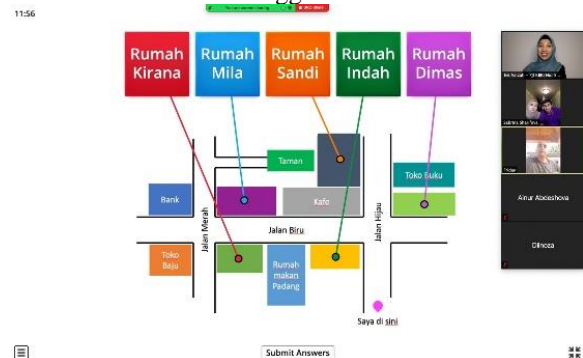 11:56
Rumah
Kirana
Rumah
Mila
Rumah
Sandi
Rumah
Indah
Rumah
Dimas
Taman
Toko Buku
Bank
Kafe
Jalan Merah
Jalan Biru
Jalan Hijau
Toko
Baju
Rumah
makan
Padang
Saya di sini
Submit Answers
Ainur Abdeshova
Dilnoza